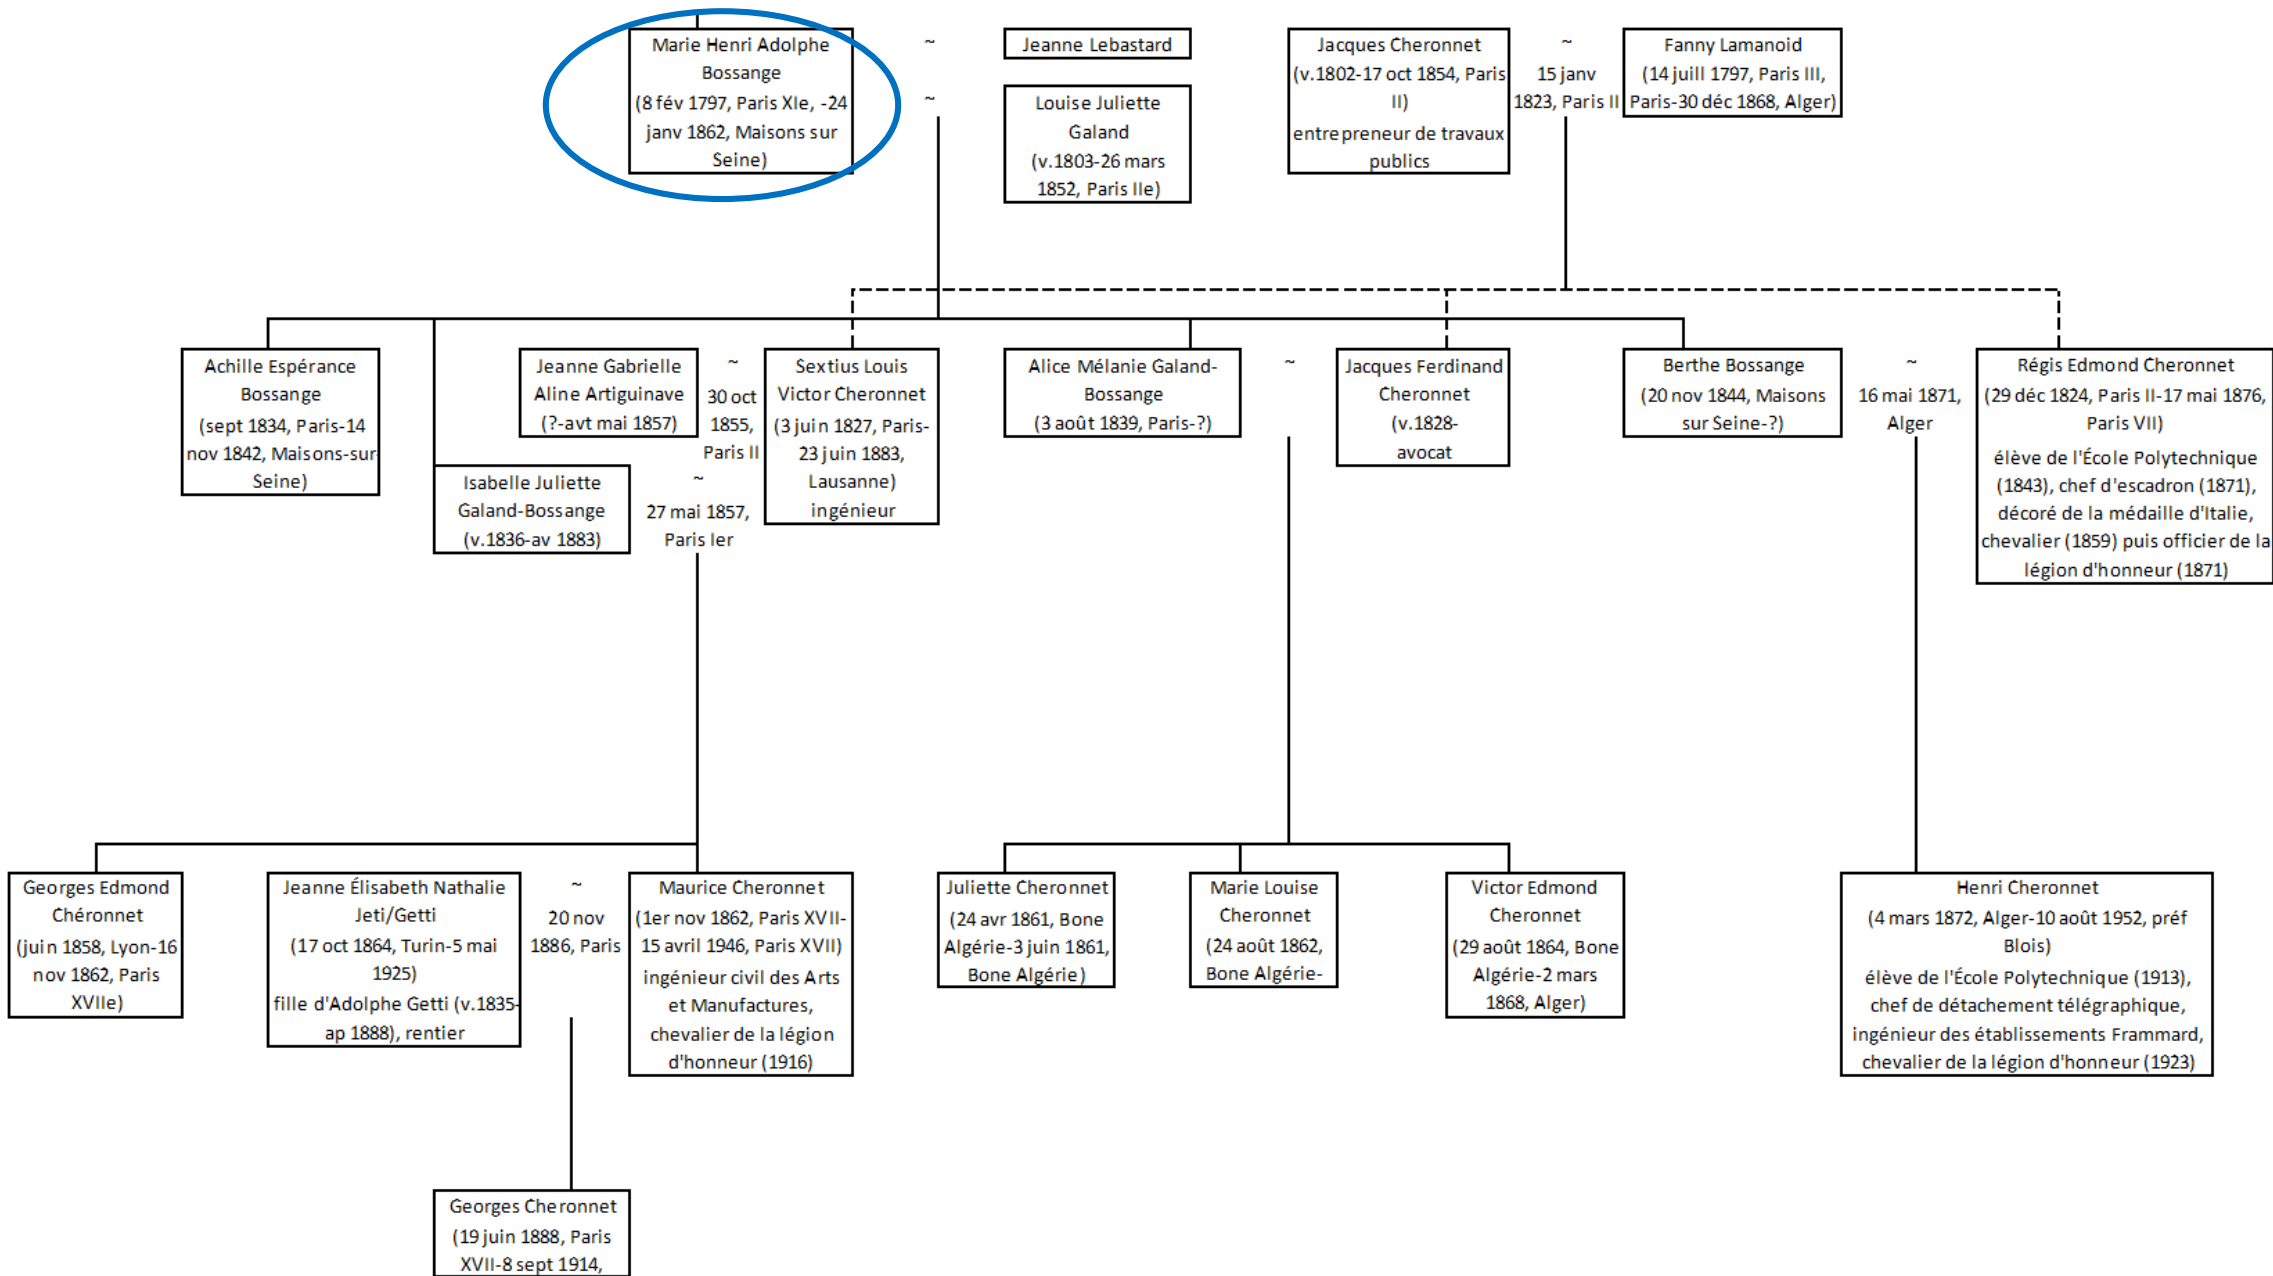 Marie Henri Adolphe
Bossange
(8 fév 1797, Paris XIe, -24
janv 1862, Maisons sur
Seine)
~
~
Jeanne Lebastard
Louise Juliette
Galand
(v.1803-26 mars
1852, Paris IIe)
Jacques Cheronnet
(v.1802-17 oct 1854, Paris
II)
entrepreneur de travaux
publics
~
15 janv
1823, Paris II
Fanny Lamanoid
(14 juill 1797, Paris III,
Paris-30 déc 1868, Alger)
Achille Espérance
Bossange
(sept 1834, Paris-14
nov 1842, Maisons-sur
Seine)
Jeanne Gabrielle
Aline Artiguinave
(?-avt mai 1857)
~
30 oct
1855,
Paris II
Isabelle Juliette
Galand-Bossange
(v.1836-av 1883)
~
27 mai 1857,
Paris Ier
Sextius Louis
Victor Cheronnet
(3 juin 1827, Paris-
23 juin 1883,
Lausanne)
ingénieur
Alice Mélanie Galand-
Bossange
(3 août 1839, Paris-?)
~
Jacques Ferdinand
Cheronnet
(v.1828-
avocat
Berthe Bossange
(20 nov 1844, Maisons
sur Seine-?)
~
16 mai 1871,
Alger
Régis Edmond Cheronnet
(29 déc 1824, Paris II-17 mai 1876,
Paris VII)
élève de l'École Polytechnique
(1843), chef d'escadron (1871),
décoré de la médaille d'Italie,
chevalier (1859) puis officier de la
légion d'honneur (1871)
Georges Edmond
Chéronnet
(juin 1858, Lyon-16
nov 1862, Paris
XVIIe)
Jeanne Élisabeth Nathalie
Jeti/Getti
(17 oct 1864, Turin-5 mai
1925)
fille d'Adolphe Getti (v.1835-
ap 1888), rentier
~
20 nov
1886, Paris
Maurice Cheronnet
(1er nov 1862, Paris XVII-
15 avril 1946, Paris XVII)
ingénieur civil des Arts
et Manufactures,
chevalier de la légion
d'honneur (1916)
Juliette Cheronnet
(24 avr 1861, Bone
Algérie-3 juin 1861,
Bone Algérie)
Marie Louise
Cheronnet
(24 août 1862,
Bone Algérie-
Victor Edmond
Cheronnet
(29 août 1864, Bone
Algérie-2 mars
1868, Alger)
Henri Cheronnet
(4 mars 1872, Alger-10 août 1952, préf
Blois)
élève de l'École Polytechnique (1913),
chef de détachement télégraphique,
ingénieur des établissements Frammard,
chevalier de la légion d'honneur (1923)
Georges Cheronnet
(19 juin 1888, Paris
XVII-8 sept 1914,